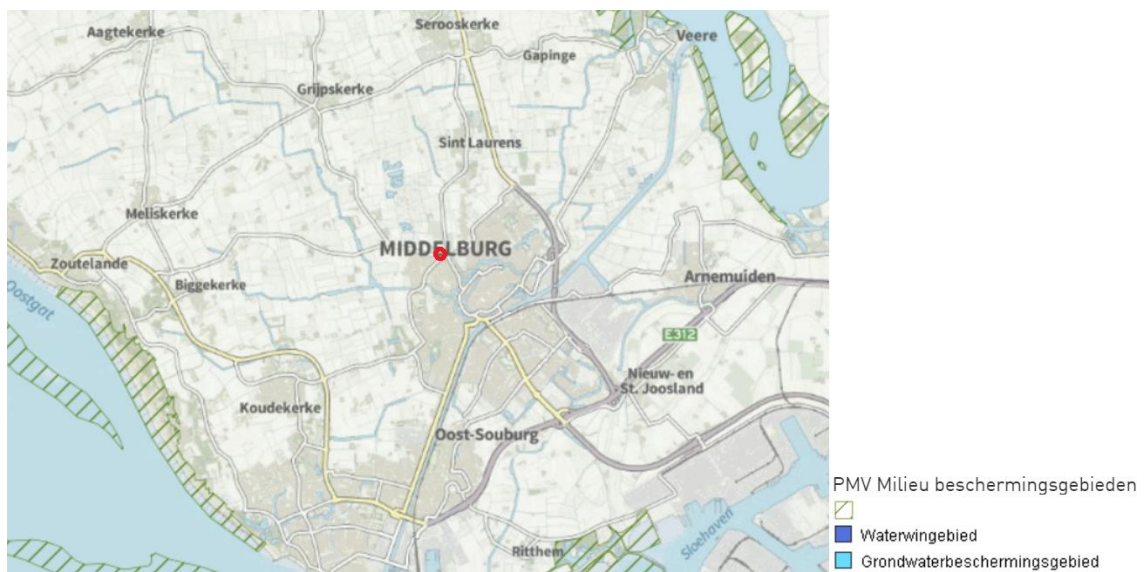 Aagtekerke
Serooskerke
Veere
Gapinge
Grijpskerke
Sint Laurens
Meliskerke
MIDDELBURG
Zoutelande
Biggekerke
Arnemuiden
Oostgat
E312
Nieuw- en
St. Joosland
Koudekerke
Oost-Souburg
Ritthem
Sloehaven
PMV Milieu beschermingsgebieden
Waterwingebied
Grondwaterbeschermingsgebied